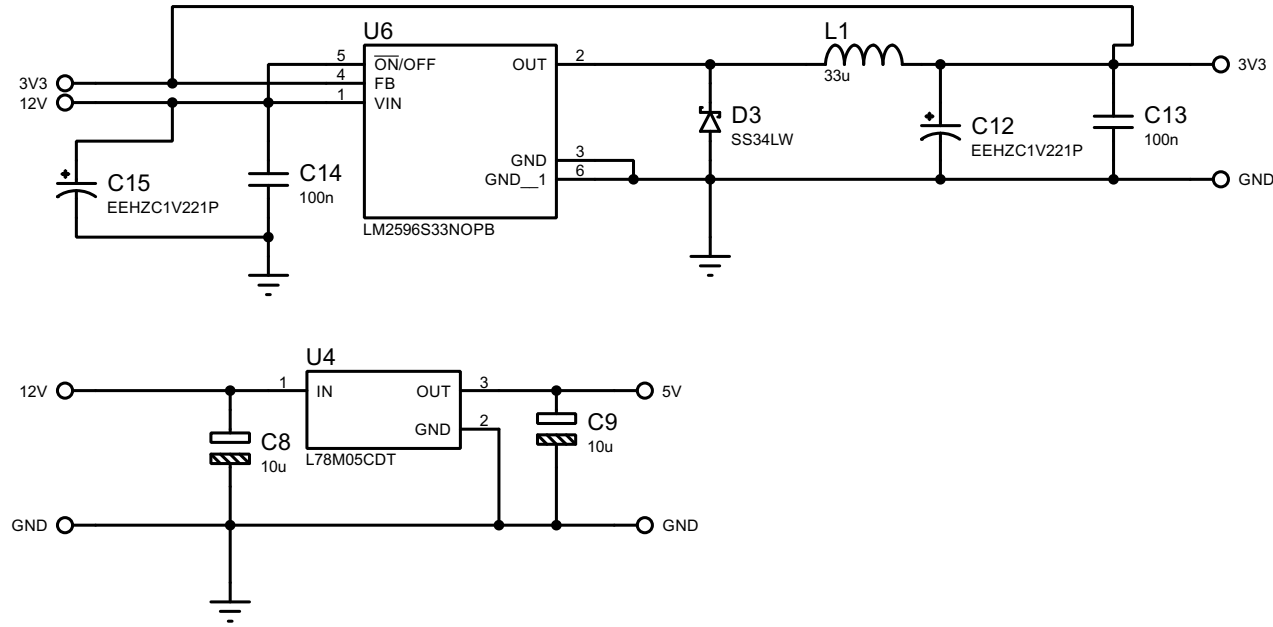 U6
L1
5
ON/OFF
OUT
2
3V3
4
FB
33u
3V3
12V
1
VIN
D3
SS34LW
C12
EEHZC1V221P
C13
100n
GND
3
GND__1
6
GND
C15
EEHZC1V221P
C14
100n
LM2596S33NOPB
U4
12V
1
IN
OUT
3
5V
GND
2
C8
10u
C9
10u
L78M05CDT
GND
GND